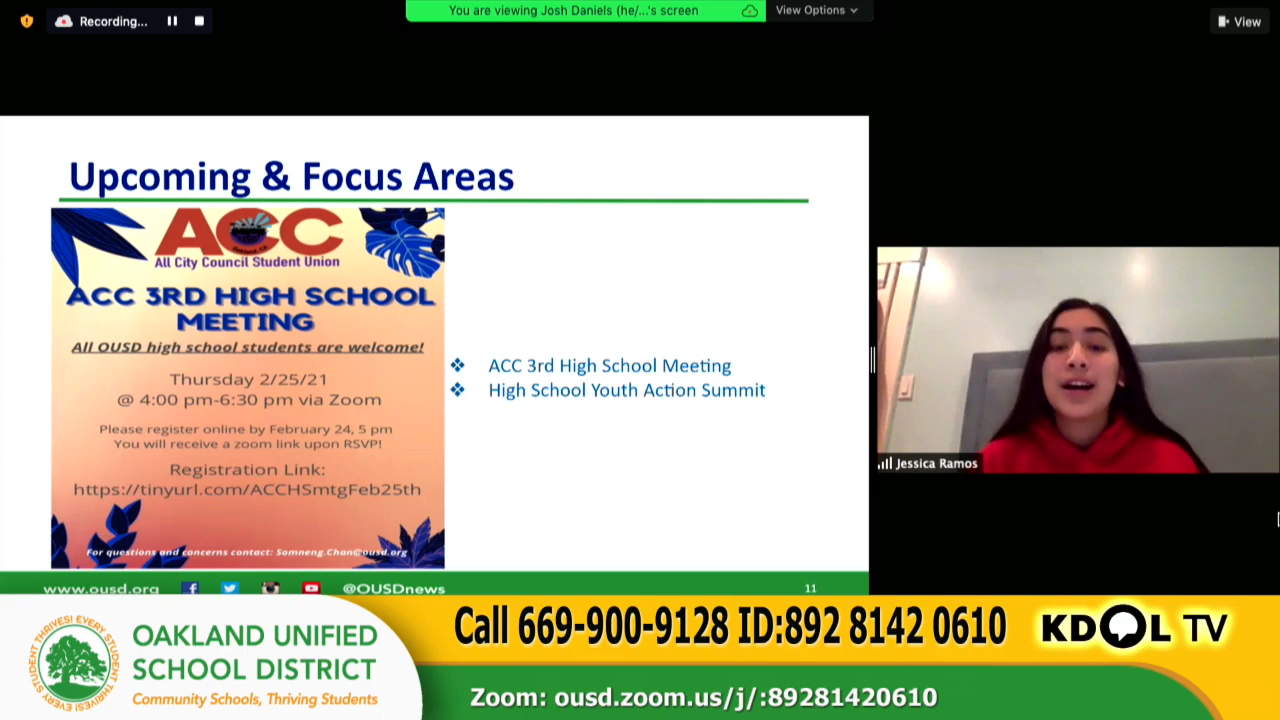 Recording...
You are viewing Josh Daniels (he/...'s screen
View Options
View
Upcoming & Focus Areas
ACC
All City Council Student Union
ACC 3RD HIGH SCHOOL
MEETING
All OUSD high school students are welcome!
Thursday 2/25/21
@ 4:00 pm-6:30 pm via Zoom
Please register online by February 24, 5 pm
You will receive a zoom link upon RSVP!
Registration Link:
https://tinyurl.com/ACCHSmtgFeb25th
For questions and concerns contact: Somneng.Chan@ousd.org
❖ ACC 3rd High School Meeting
❖ High School Youth Action Summit
Jessica Ramos
www.ousd.org
@OUSDnews
11
EVERY STUDENT THRIVES!
OAKLAND UNIFIED
SCHOOL DISTRICT
Community Schools, Thriving Students
Call 669-900-9128 ID:892 8142 0610
KDOL TV
Zoom: ousd.zoom.us/j/:89281420610